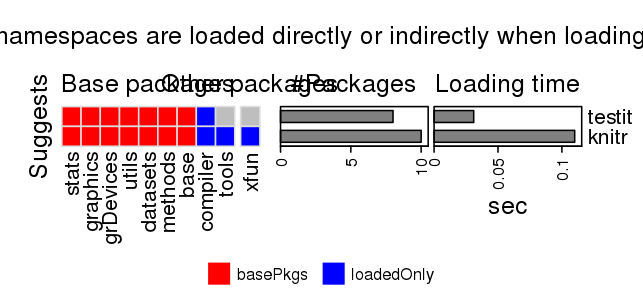 namespaces are loaded directly or indirectly when loading
Base packages
Other packages
#Packages
Loading time
Suggests
testit
knitr
stats
graphics
grDevices
utils
datasets
methods
base
compiler
tools
xfun
0
5
10
0
0.05
0.1
sec
basePkgs
loadedOnly